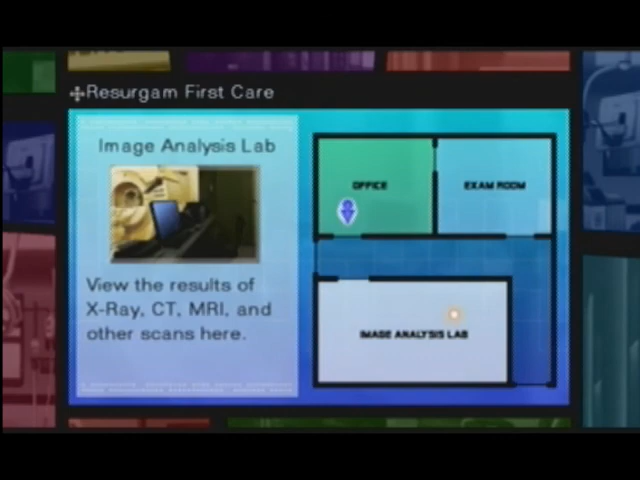 Resurgam First Care
Image Analysis Lab
View the results of
X-Ray, CT, MRI, and
other scans here.
OFFICE
EXAM ROOM
IMAGE ANALYSIS LAB